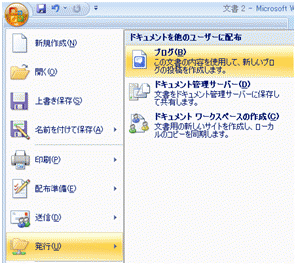 文書 2 - Microsoft W
新規作成(N)
開く(O)
上書き保存(S)
名前を付けて保存(A)
印刷(P)
配布準備(E)
送信(D)
発行(U)
ドキュメントを他のユーザーに配布
ブログ(B)
この文書の内容を使用して、新しいブログ
の投稿を作成します。
ドキュメント管理サーバー(D)
文書をドキュメント管理サーバーに保存し
て共有します。
ドキュメント ワークスペースの作成(C)
文書用の新しいサイトを作成し、ローカ
ルのコピーを同期します。